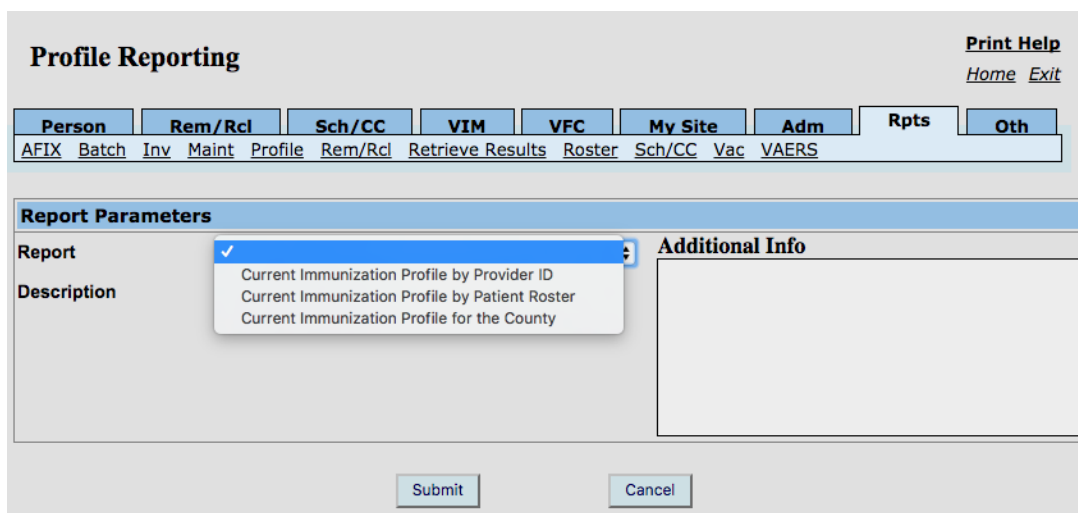 Profile Reporting
Print Help
Home Exit
Person Rem/Rcl Sch/CC VIM VFC My Site Adm Rpts Oth
AFIX Batch Inv Maint Profile Rem/Rcl Retrieve Results Roster Sch/CC Vac VAERS
Report Parameters
Report
Additional Info
Current Immunization Profile by Provider ID
Description
Current Immunization Profile by Patient Roster
Current Immunization Profile for the County
Submit Cancel